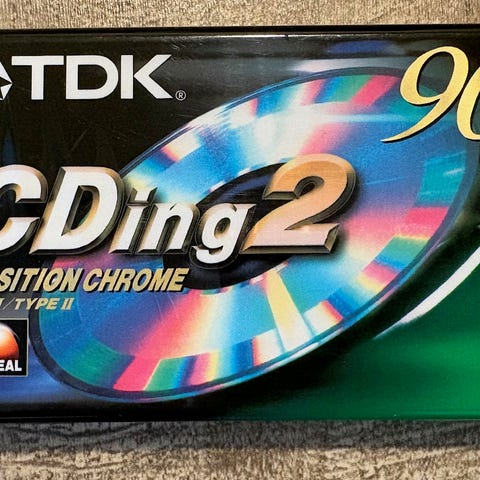 TDK®
90
CDing2
SITION CHROME
I / TYPE II
EAL